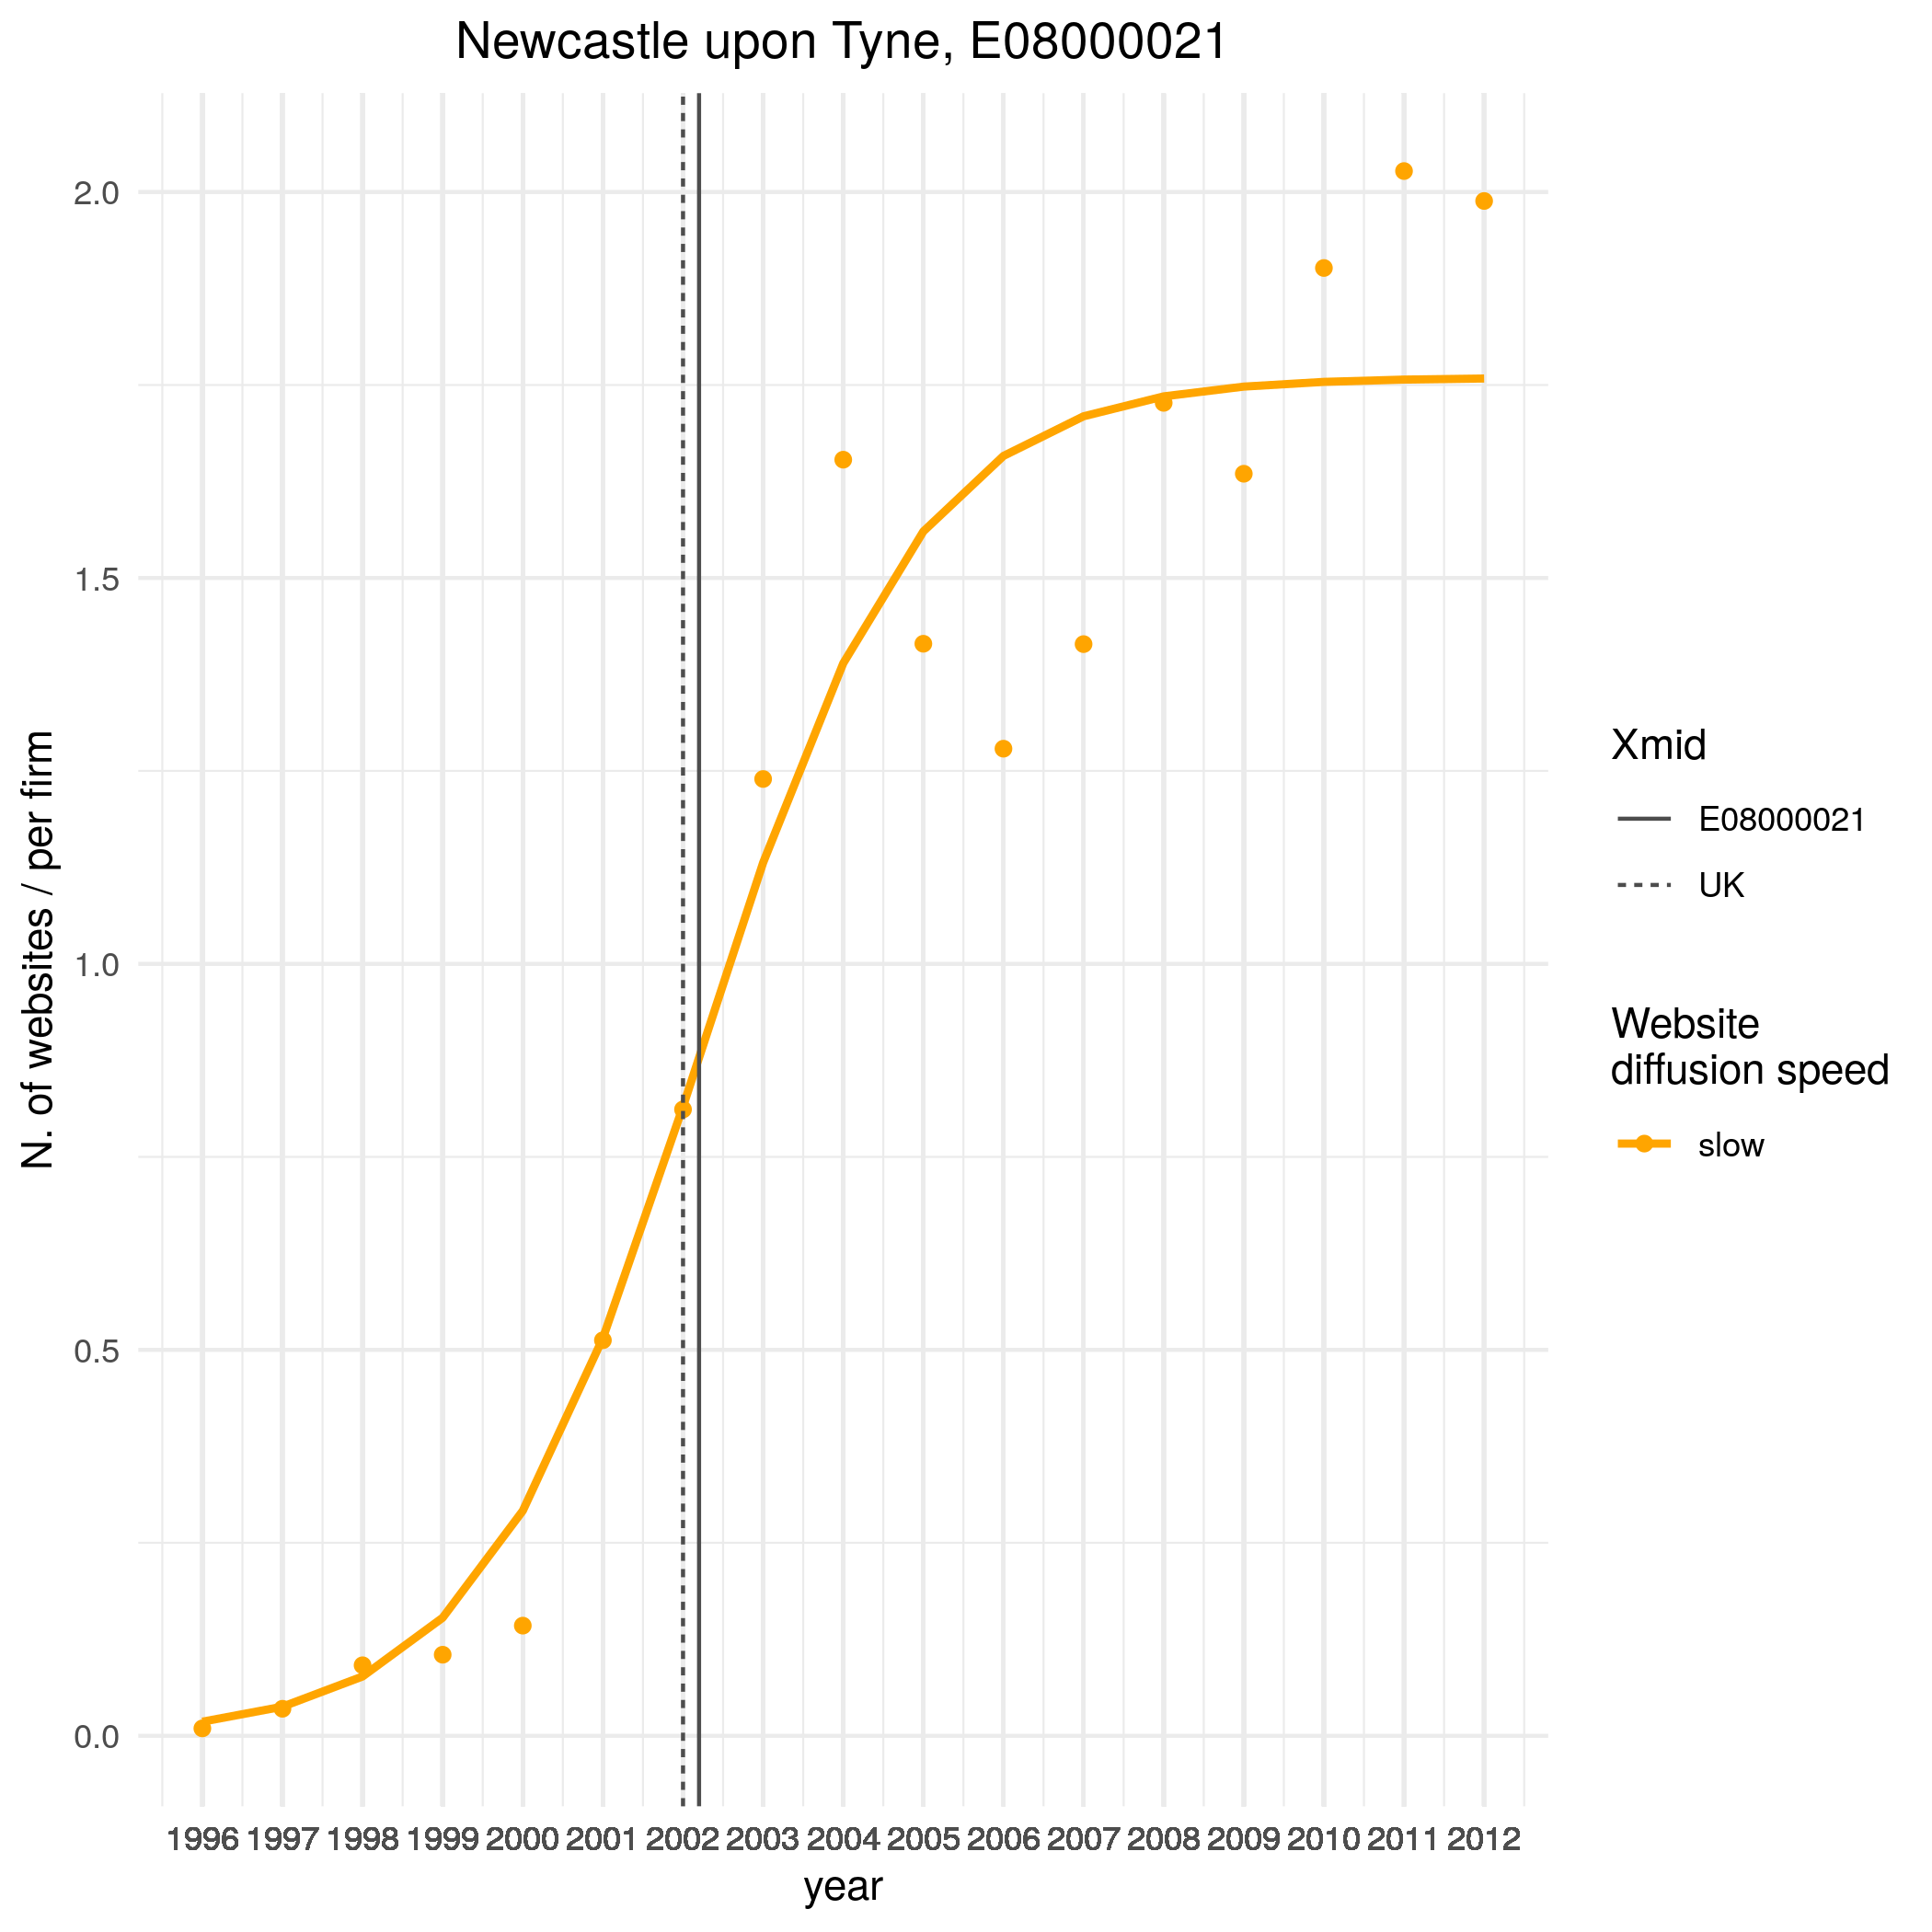 Newcastle upon Tyne, E08000021
2.0
1.5
1.0
0.5
0.0
N. of websites / per firm
1996 1997 1998 1999 2000 2001 2002 2003 2004 2005 2006 2007 2008 2009 2010 2011 2012
year
Xmid
E08000021
UK
Website
diffusion speed
slow